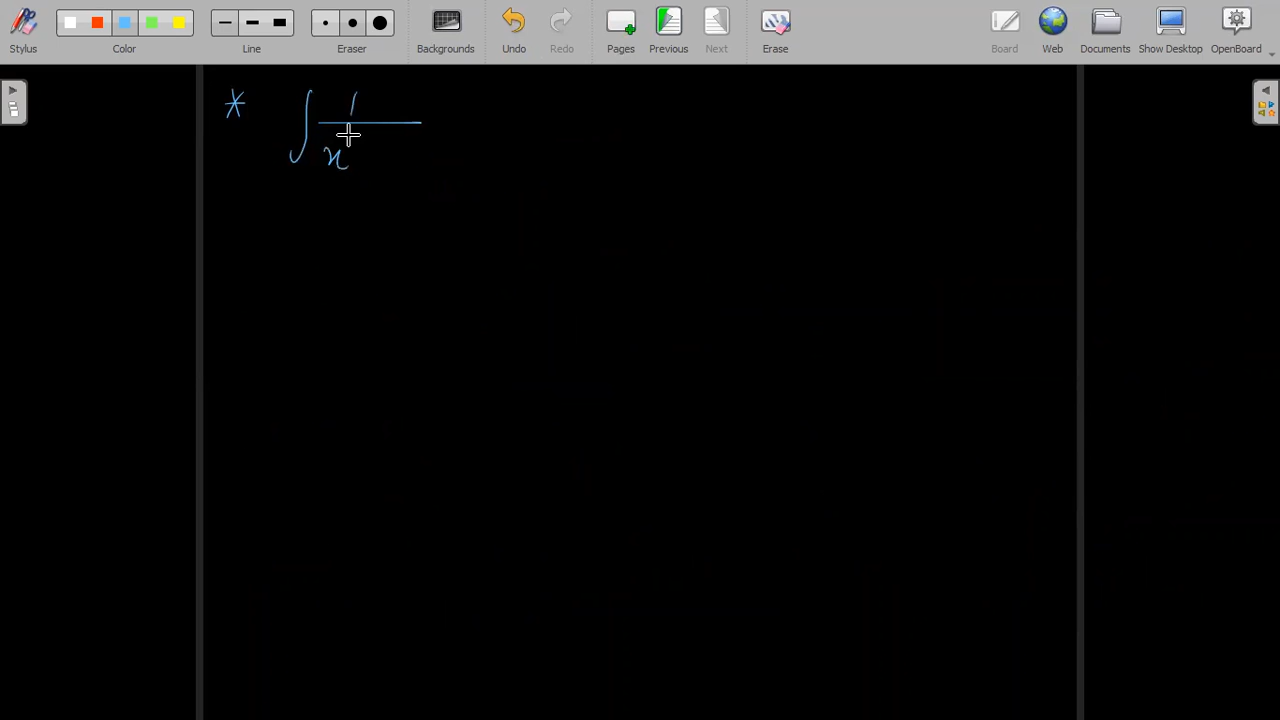 Stylus Color Line Eraser Backgrounds Undo Redo Pages Previous Next Erase Board Web Documents Show Desktop OpenBoard
* ∫ 1
x